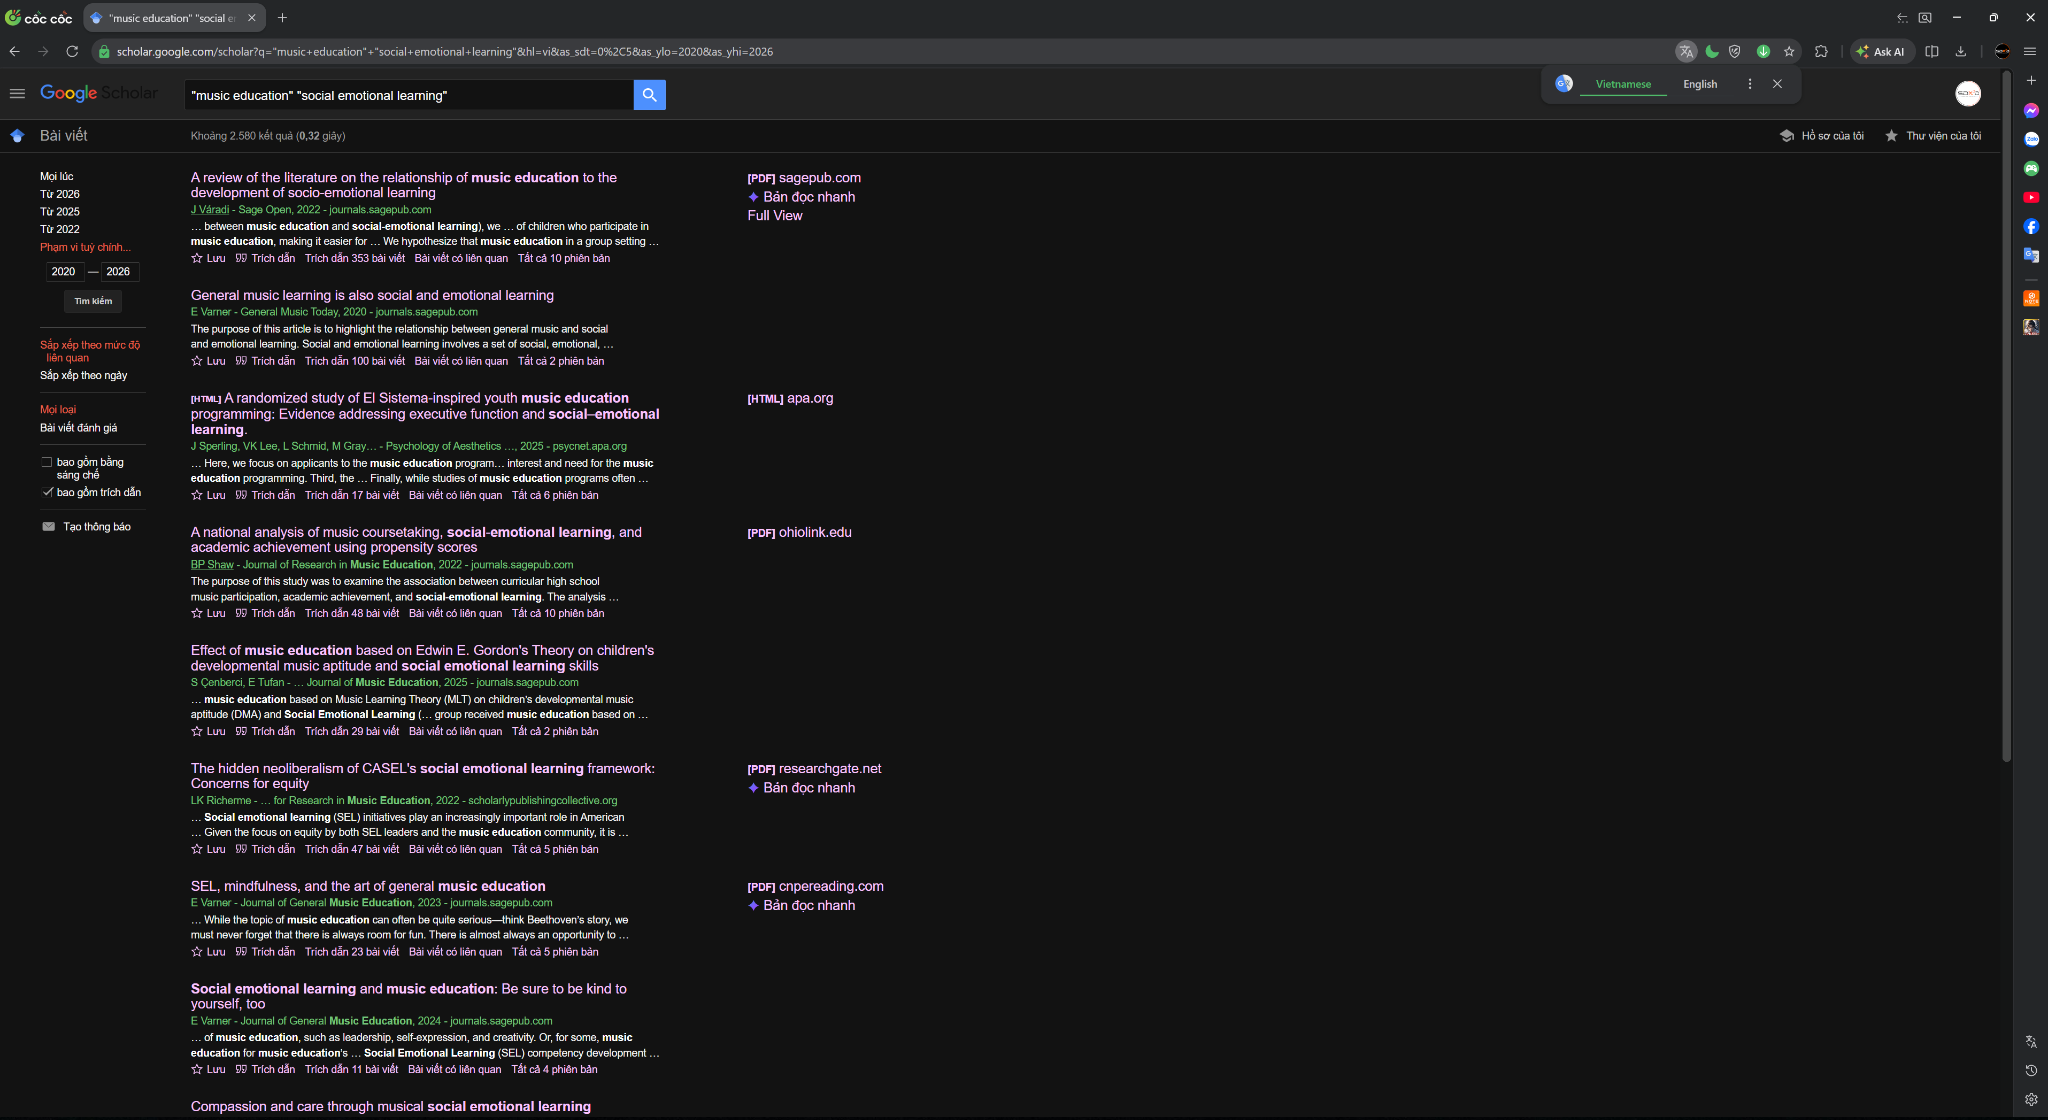 cốc cốc
"music education" "social er
scholar.google.com/scholar?q="music+education"+"social+emotional+learning"&hl=vi&as_sdt=0%2C5&as_ylo=2020&as_yhi=2026
Ask AI
Google Scholar
"music education" "social emotional learning"
Vietnamese
English
Bài viết
Khoảng 2.580 kết quả (0,32 giây)
Hồ sơ của tôi
Thư viện của tôi
Mọi lúc
Từ 2026
Từ 2025
Từ 2022
Phạm vi tuỳ chỉnh...
2020 — 2026
Tìm kiếm
Sắp xếp theo mức độ
liên quan
Sắp xếp theo ngày
Mọi loại
Bài viết đánh giá
bao gồm bằng
sáng chế
bao gồm trích dẫn
Tạo thông báo
A review of the literature on the relationship of music education to the
development of socio-emotional learning
J Váradi - Sage Open, 2022 - journals.sagepub.com
… between music education and social-emotional learning), we … of children who participate in
music education, making it easier for … We hypothesize that music education in a group setting …
Lưu Trích dẫn Trích dẫn 353 bài viết Bài viết có liên quan Tất cả 10 phiên bản
[PDF] sagepub.com
Bản đọc nhanh
Full View
General music learning is also social and emotional learning
E Varner - General Music Today, 2020 - journals.sagepub.com
The purpose of this article is to highlight the relationship between general music and social
and emotional learning. Social and emotional learning involves a set of social, emotional, …
Lưu Trích dẫn Trích dẫn 100 bài viết Bài viết có liên quan Tất cả 2 phiên bản
[HTML] A randomized study of El Sistema-inspired youth music education
programming: Evidence addressing executive function and social–emotional
learning.
J Sperling, VK Lee, L Schmid, M Gray… - Psychology of Aesthetics …, 2025 - psycnet.apa.org
… Here, we focus on applicants to the music education program… interest and need for the music
education programming. Third, the … Finally, while studies of music education programs often …
Lưu Trích dẫn Trích dẫn 17 bài viết Bài viết có liên quan Tất cả 6 phiên bản
[HTML] apa.org
A national analysis of music coursetaking, social-emotional learning, and
academic achievement using propensity scores
BP Shaw - Journal of Research in Music Education, 2022 - journals.sagepub.com
The purpose of this study was to examine the association between curricular high school
music participation, academic achievement, and social-emotional learning. The analysis …
Lưu Trích dẫn Trích dẫn 48 bài viết Bài viết có liên quan Tất cả 10 phiên bản
[PDF] ohiolink.edu
Effect of music education based on Edwin E. Gordon's Theory on children's
developmental music aptitude and social emotional learning skills
S Çenberci, E Tufan - … Journal of Music Education, 2025 - journals.sagepub.com
… music education based on Music Learning Theory (MLT) on children's developmental music
aptitude (DMA) and Social Emotional Learning (… group received music education based on …
Lưu Trích dẫn Trích dẫn 29 bài viết Bài viết có liên quan Tất cả 2 phiên bản
The hidden neoliberalism of CASEL's social emotional learning framework:
Concerns for equity
LK Richerme - … for Research in Music Education, 2022 - scholarlypublishingcollective.org
… Social emotional learning (SEL) initiatives play an increasingly important role in American
… Given the focus on equity by both SEL leaders and the music education community, it is …
Lưu Trích dẫn Trích dẫn 47 bài viết Bài viết có liên quan Tất cả 5 phiên bản
[PDF] researchgate.net
Bản đọc nhanh
SEL, mindfulness, and the art of general music education
E Varner - Journal of General Music Education, 2023 - journals.sagepub.com
… While the topic of music education can often be quite serious—think Beethoven's story, we
must never forget that there is always room for fun. There is almost always an opportunity to …
Lưu Trích dẫn Trích dẫn 23 bài viết Bài viết có liên quan Tất cả 5 phiên bản
[PDF] cnpereading.com
Bản đọc nhanh
Social emotional learning and music education: Be sure to be kind to
yourself, too
E Varner - Journal of General Music Education, 2024 - journals.sagepub.com
… of music education, such as leadership, self-expression, and creativity. Or, for some, music
education for music education's … Social Emotional Learning (SEL) competency development …
Lưu Trích dẫn Trích dẫn 11 bài viết Bài viết có liên quan Tất cả 4 phiên bản
Compassion and care through musical social emotional learning